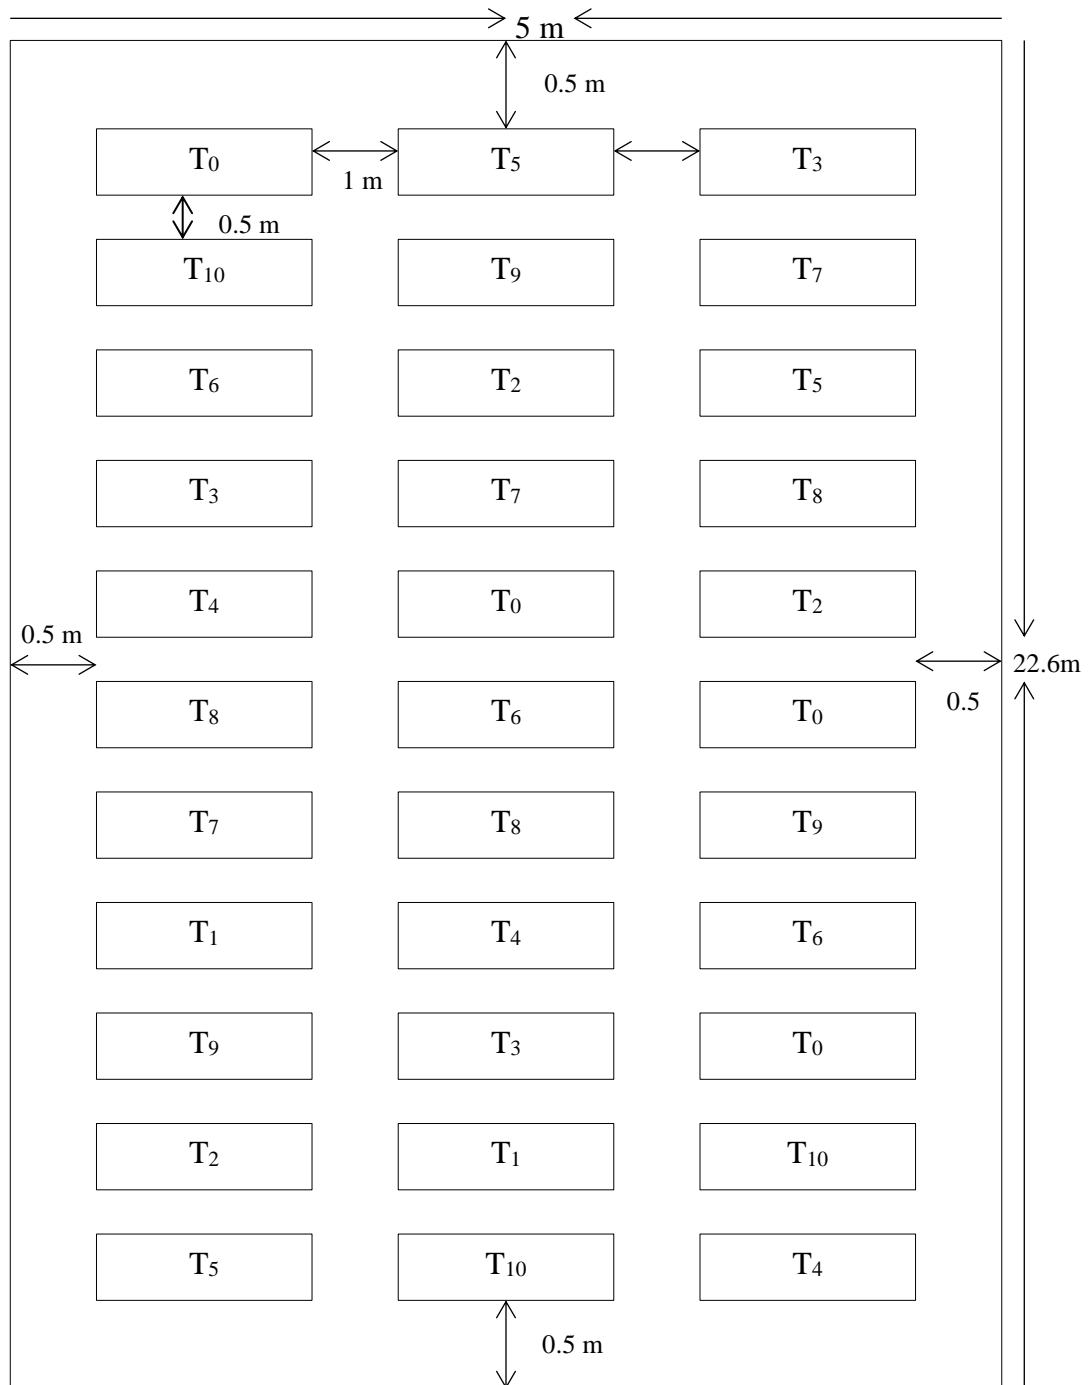 5 m
0.5 m
T₀ T₅ T₃
1 m
0.5 m
T₁₀ T₉ T₇
T₆ T₂ T₅
T₃ T₇ T₈
T₄ T₀ T₂
0.5 m
22.6m
0.5
T₈ T₆ T₀
T₇ T₈ T₉
T₁ T₄ T₆
T₉ T₃ T₀
T₂ T₁ T₁₀
T₅ T₁₀ T₄
0.5 m